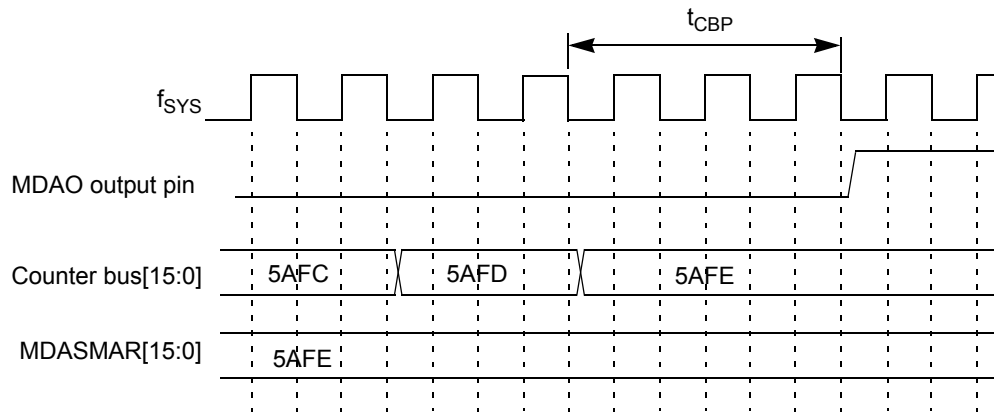 tCBP
fSYS
MDAO output pin
Counter bus[15:0] 5AFC 5AFD 5AFE
MDASMAR[15:0] 5AFE